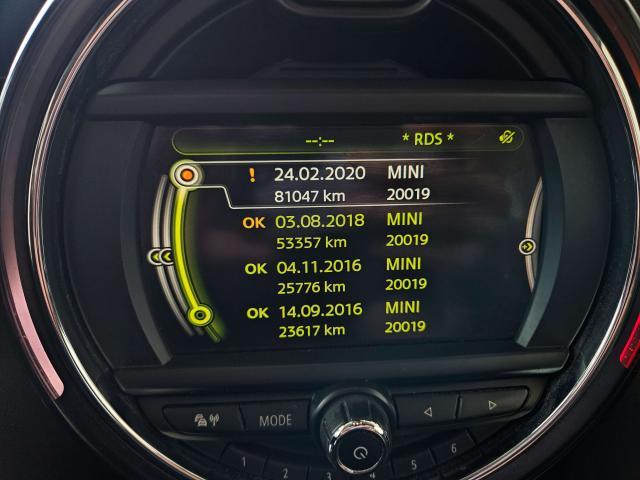 --:-- * RDS *
! 24.02.2020 MINI
81047 km 20019
OK 03.08.2018 MINI
53357 km 20019
OK 04.11.2016 MINI
25776 km 20019
OK 14.09.2016 MINI
23617 km 20019
MODE
1 2 4 5 6